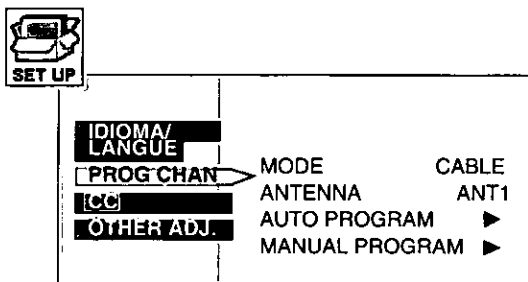 SET UP
IDIOMA/
LANGUE
PROG CHAN
CC
OTHER ADJ.
MODE CABLE
ANTENNA ANT1
AUTO PROGRAM ▶
MANUAL PROGRAM ▶